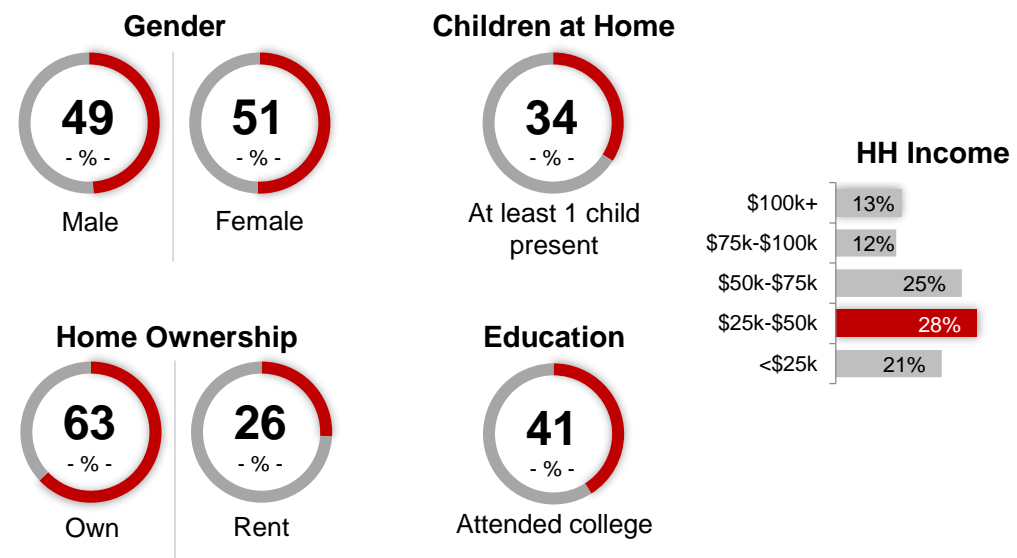 Gender
49
- % -
Male
51
- % -
Female
Children at Home
34
- % -
At least 1 child
present
HH Income
$100k+ 13%
$75k-$100k 12%
$50k-$75k 25%
$25k-$50k 28%
<$25k 21%
Home Ownership
63
- % -
Own
26
- % -
Rent
Education
41
- % -
Attended college